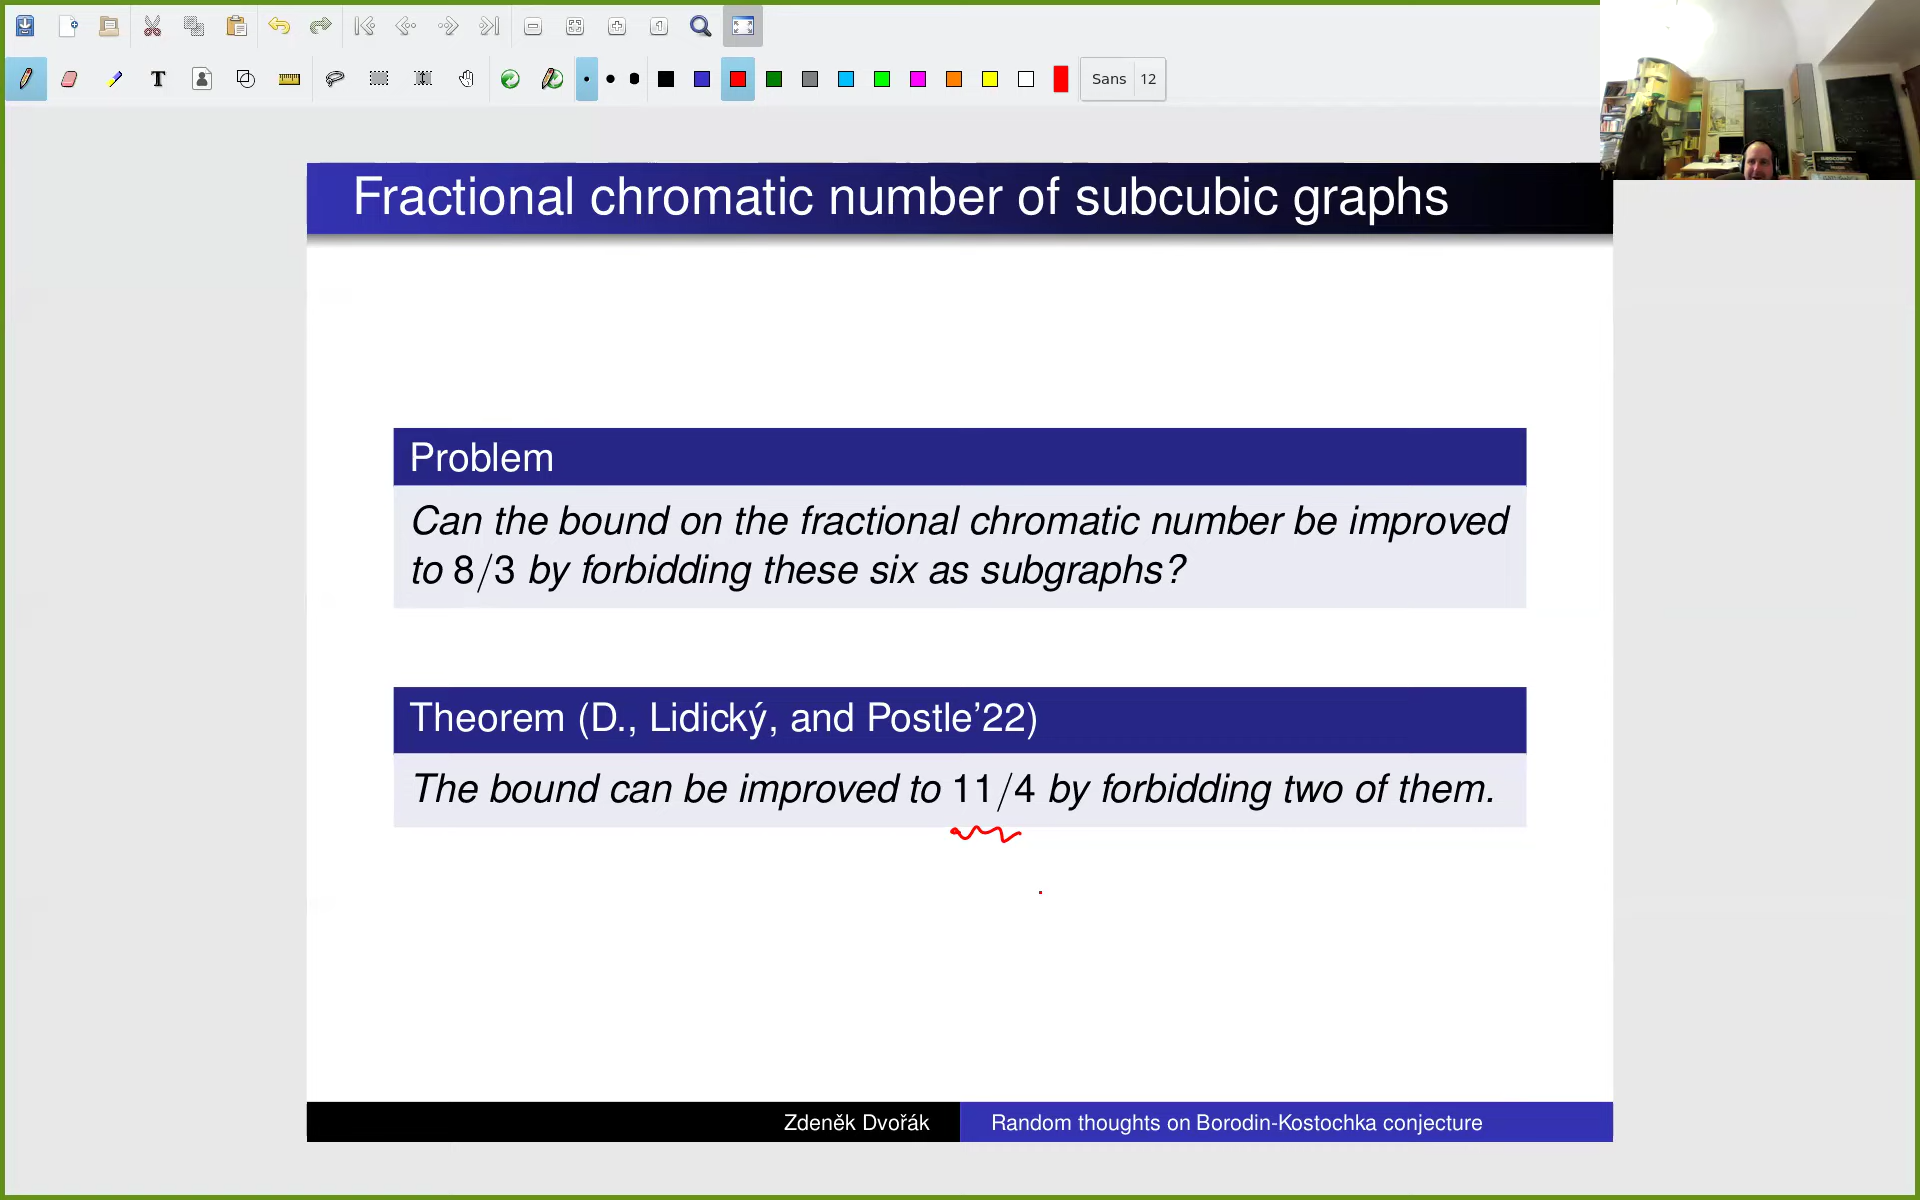 T
Sans 12
Fractional chromatic number of subcubic graphs
Problem
Can the bound on the fractional chromatic number be improved
to 8/3 by forbidding these six as subgraphs?
Theorem (D., Lidický, and Postle'22)
The bound can be improved to 11/4 by forbidding two of them.
Zdeněk Dvořák
Random thoughts on Borodin-Kostochka conjecture